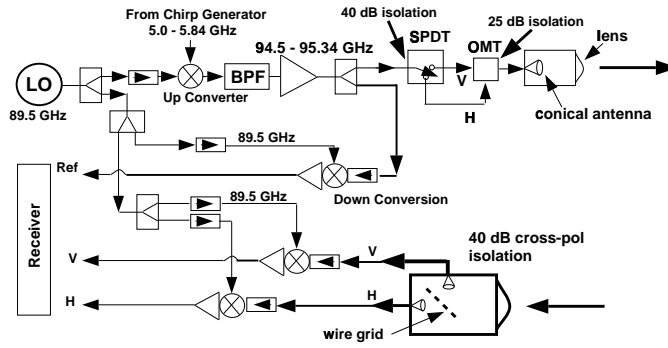 From Chirp Generator
5.0 - 5.84 GHz
40 dB isolation
SPDT
25 dB isolation
OMT
lens
94.5 - 95.34 GHz
LO
BPF
V
Up Converter
89.5 GHz
H
conical antenna
89.5 GHz
Ref
Down Conversion
89.5 GHz
Receiver
V
V
40 dB cross-pol
isolation
H
H
wire grid